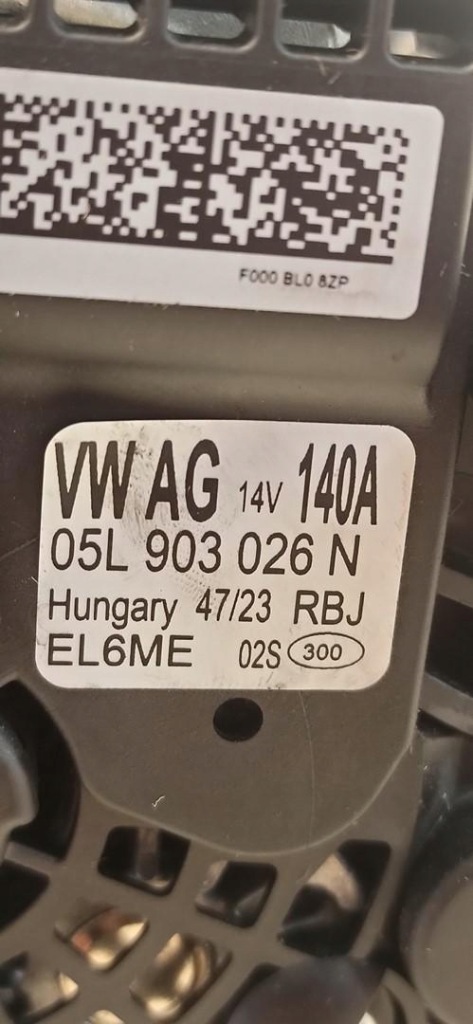 F000 BL0 8ZP
VW AG 14V 140A
05L 903 026 N
Hungary 47/23 RBJ
EL6ME 02S 300